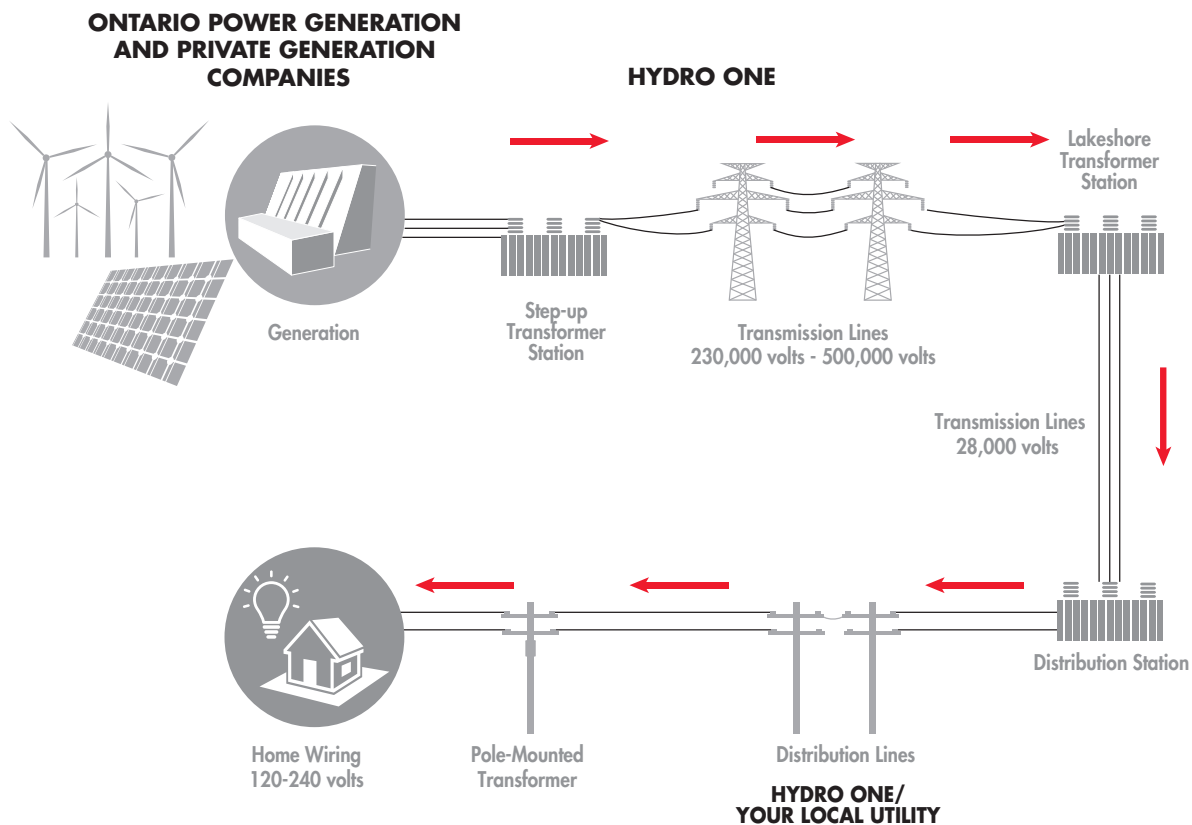 ONTARIO POWER GENERATION
AND PRIVATE GENERATION
COMPANIES
HYDRO ONE
Lakeshore
Transformer
Station
Generation
Step-up
Transformer
Station
Transmission Lines
230,000 volts - 500,000 volts
Transmission Lines
28,000 volts
Distribution Station
Home Wiring
120-240 volts
Pole-Mounted
Transformer
Distribution Lines
HYDRO ONE/
YOUR LOCAL UTILITY